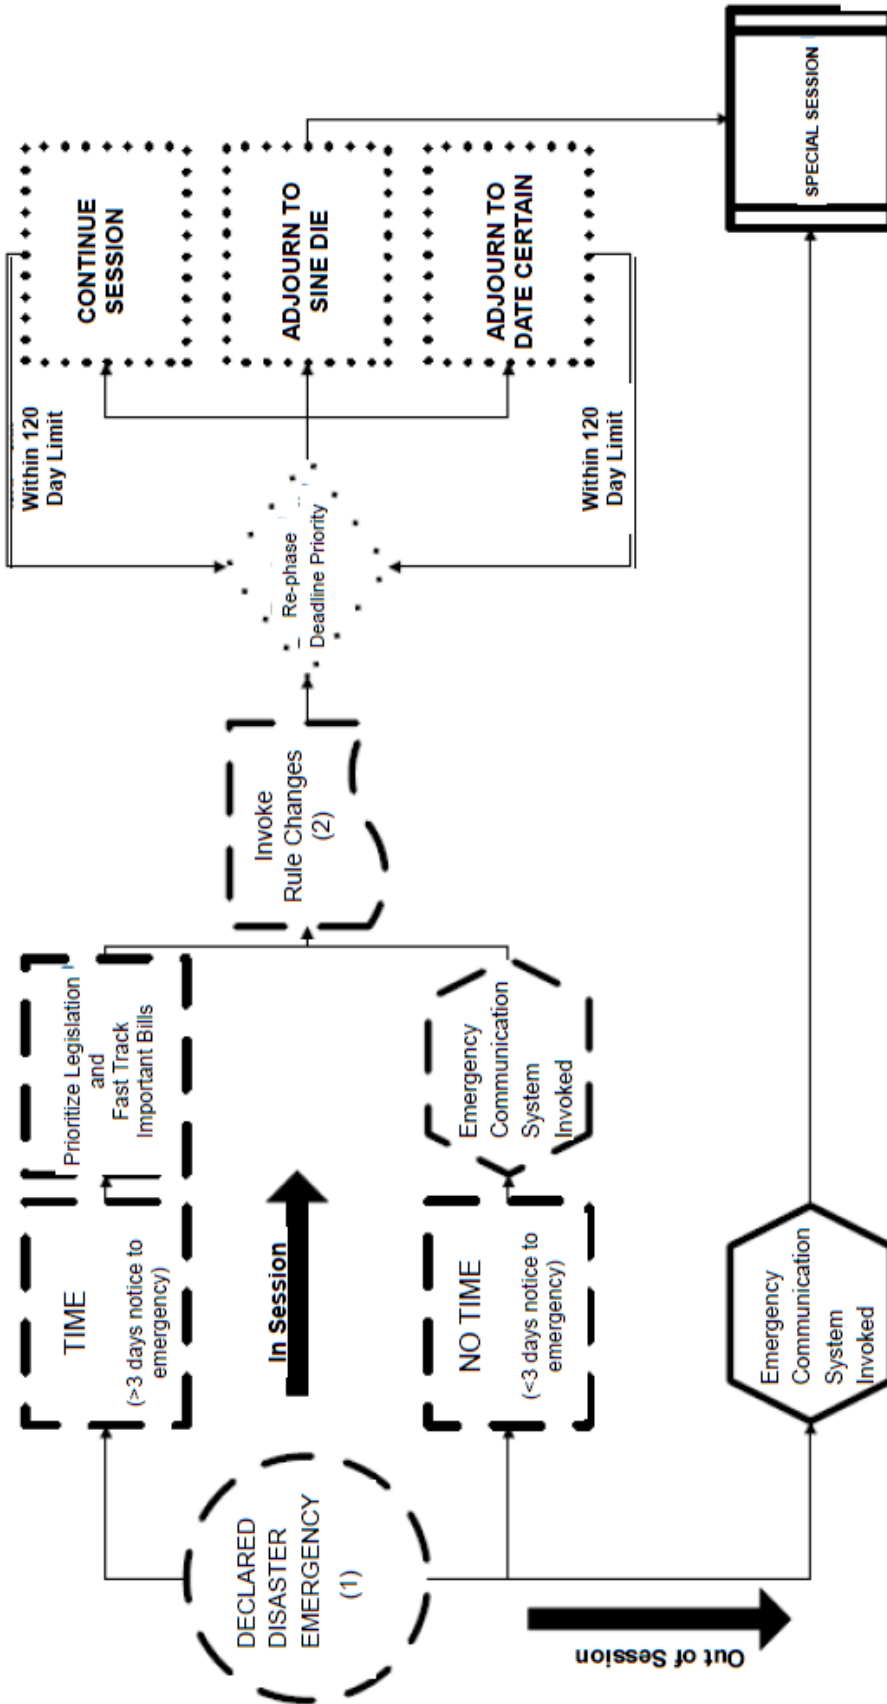 DECLARED
DISASTER
EMERGENCY
(1)
TIME
(>3 days notice to
emergency)
Prioritize Legislation
and
Fast Track
Important Bills
In Session
NO TIME
(<3 days notice to
emergency)
Emergency
Communication
System
Invoked
Invoke
Rule Changes
(2)
Re-phase
Deadline Priority
Within 120
Day Limit
CONTINUE
SESSION
ADJOURN TO
SINE DIE
ADJOURN TO
DATE CERTAIN
Within 120
Day Limit
Out of Session
Emergency
Communication
System
Invoked
SPECIAL SESSION